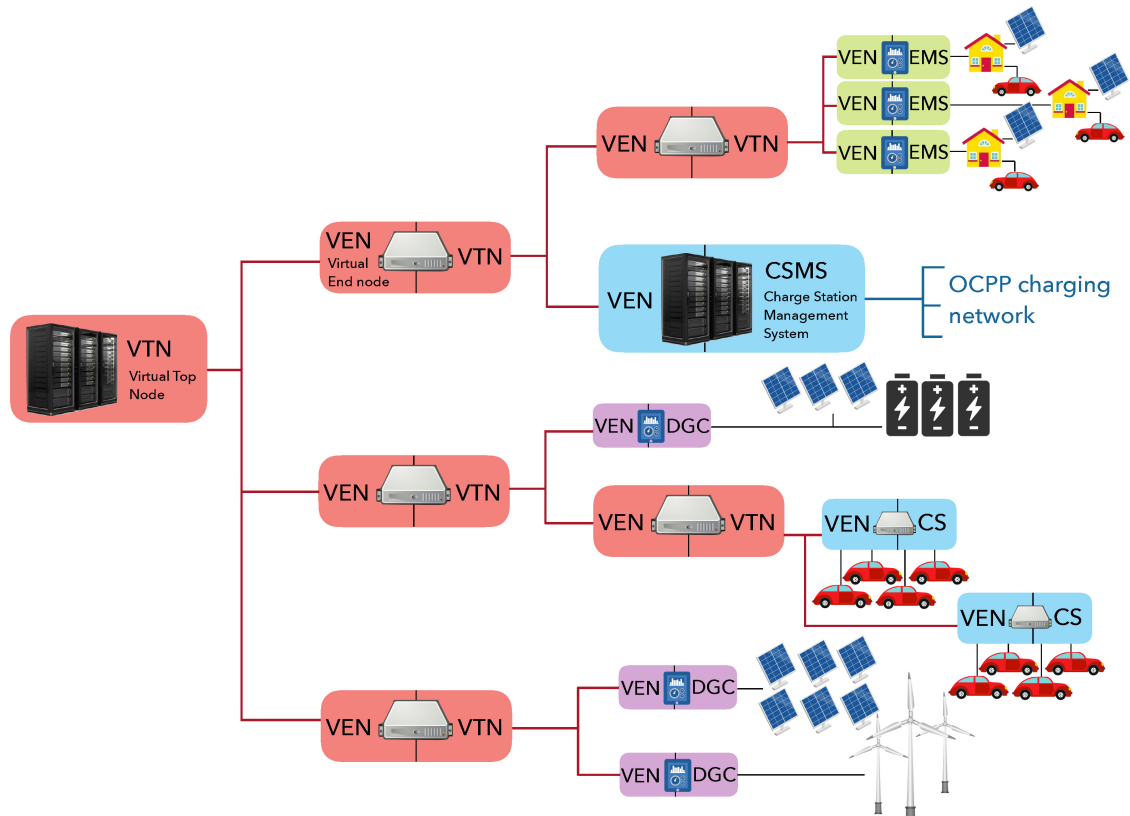 VEN EMS
VEN EMS
VEN EMS
VEN VTN
VEN
Virtual
End node
VTN
VEN
CSMS
Charge Station
Management
System
OCPP charging
network
VTN
Virtual Top
Node
VEN DGC
VEN VTN
VEN VTN
VEN CS
VEN CS
VEN DGC
VEN VTN
VEN DGC